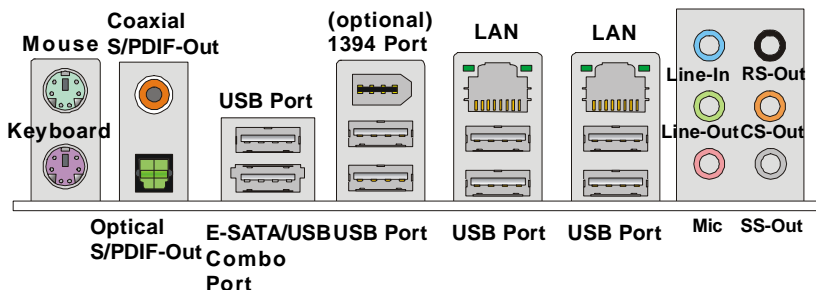 Mouse
Coaxial
S/PDIF-Out
(optional)
1394 Port
LAN
LAN
Line-In
RS-Out
USB Port
Keyboard
Line-Out
CS-Out
Optical
S/PDIF-Out
E-SATA/USB
Combo
Port
USB Port
USB Port
USB Port
Mic
SS-Out